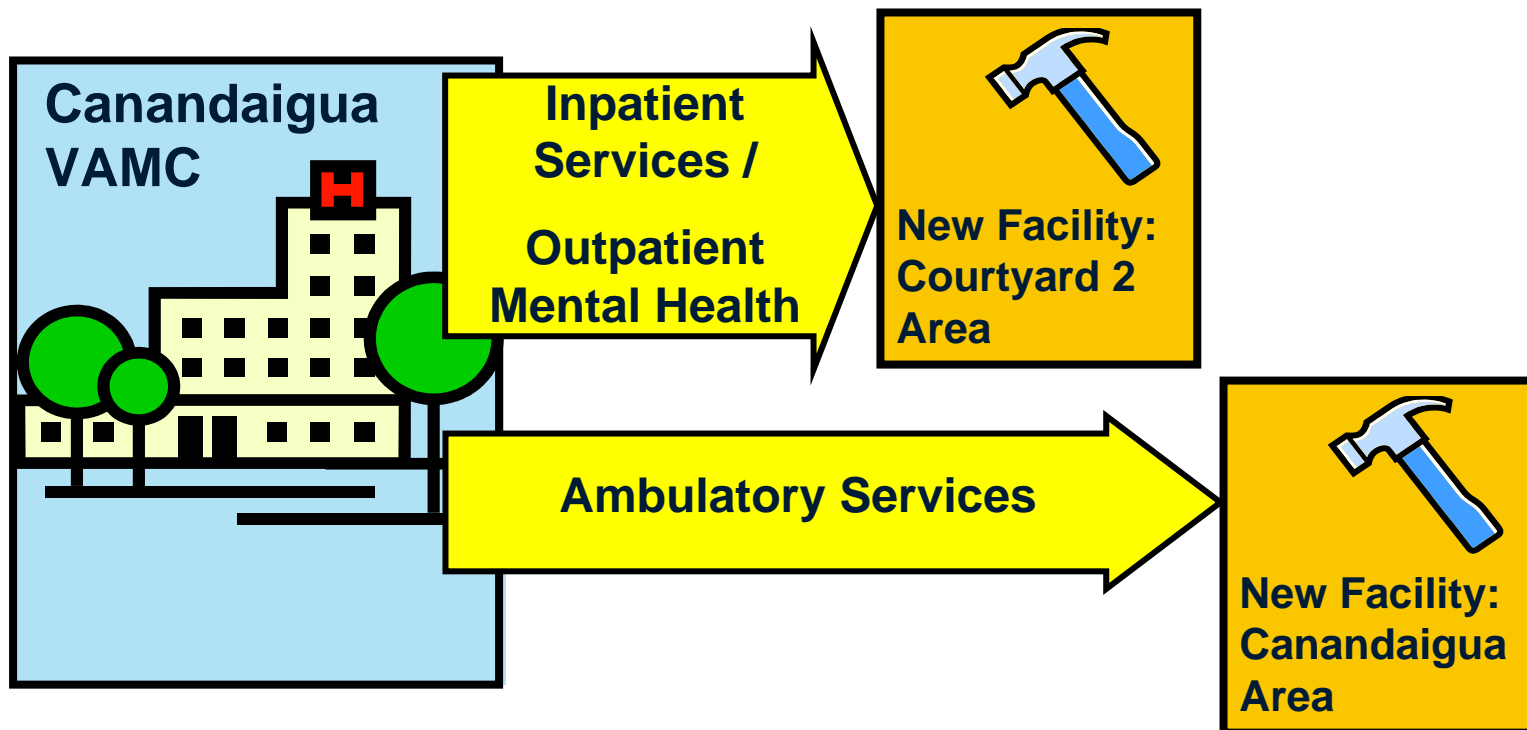 Canandaigua
VAMC
H
Inpatient
Services /
Outpatient
Mental Health
New Facility:
Courtyard 2
Area
Ambulatory Services
New Facility:
Canandaigua
Area